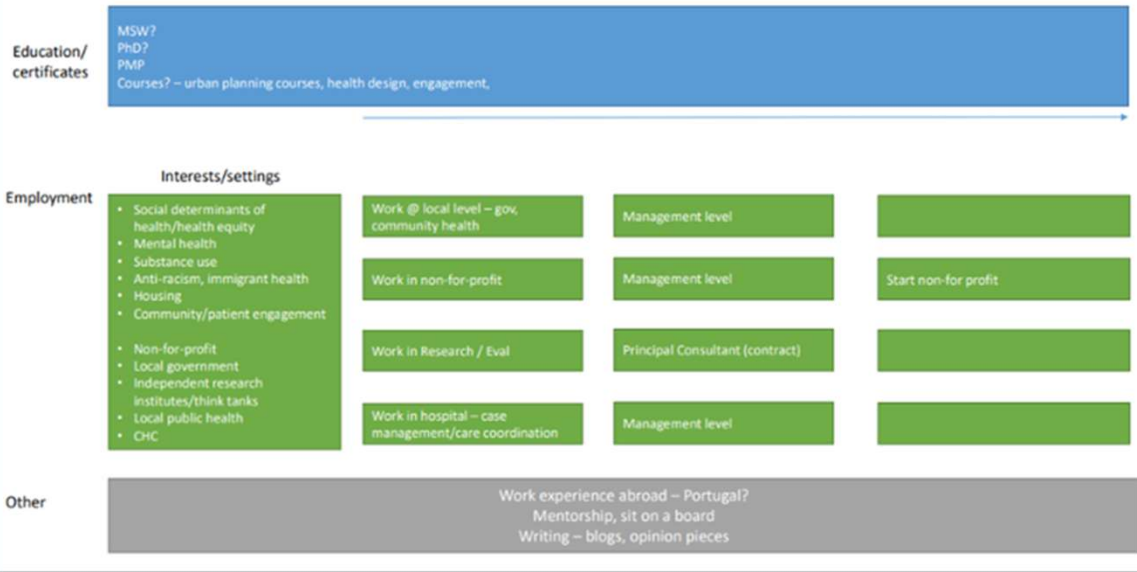 Education/
certificates
MSW?
PhD?
PMP
Courses? – urban planning courses, health design, engagement,
Interests/settings
Employment
• Social determinants of
health/health equity
• Mental health
• Substance use
• Anti-racism, immigrant health
• Housing
• Community/patient engagement
• Non-for-profit
• Local government
• Independent research
institutes/think tanks
• Local public health
• CHC
Work @ local level – gov,
community health
Management level
Work in non-for-profit
Management level
Start non-for profit
Work in Research / Eval
Principal Consultant (contract)
Work in hospital – case
management/care coordination
Management level
Other
Work experience abroad – Portugal?
Mentorship, sit on a board
Writing – blogs, opinion pieces